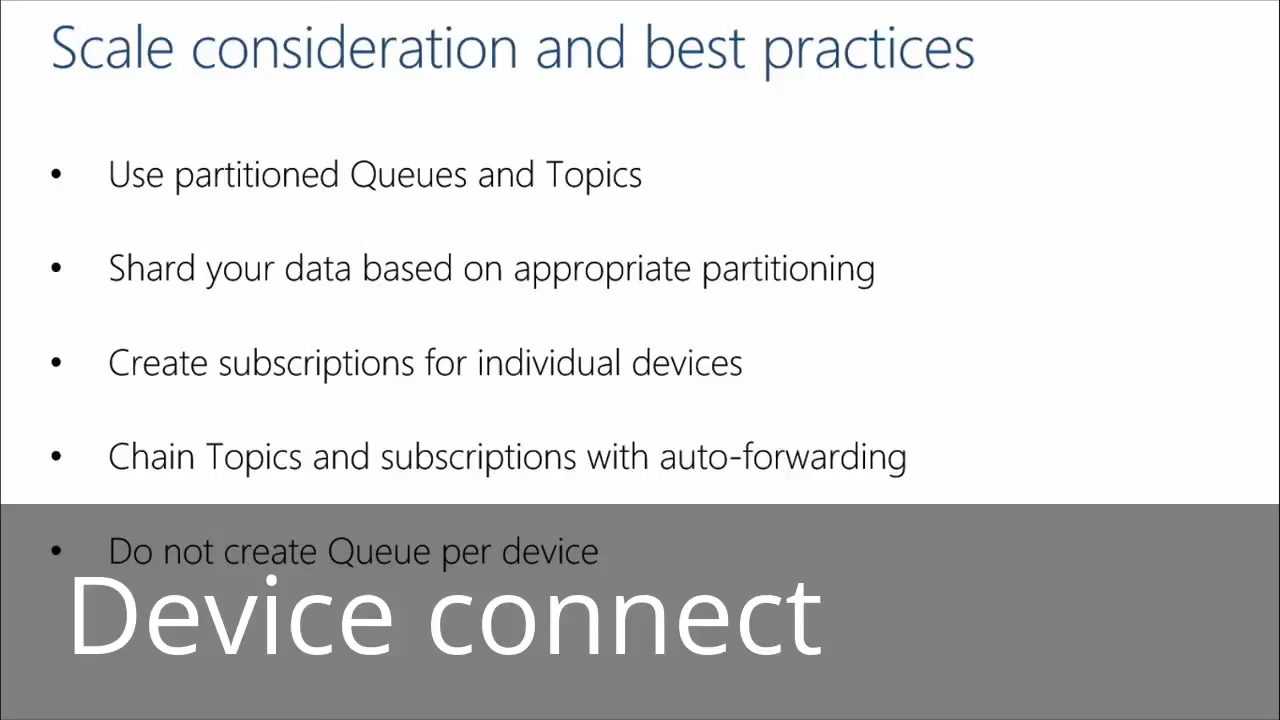 Scale consideration and best practices
• Use partitioned Queues and Topics
• Shard your data based on appropriate partitioning
• Create subscriptions for individual devices
• Chain Topics and subscriptions with auto-forwarding
• Do not create Queue per device
Device connect